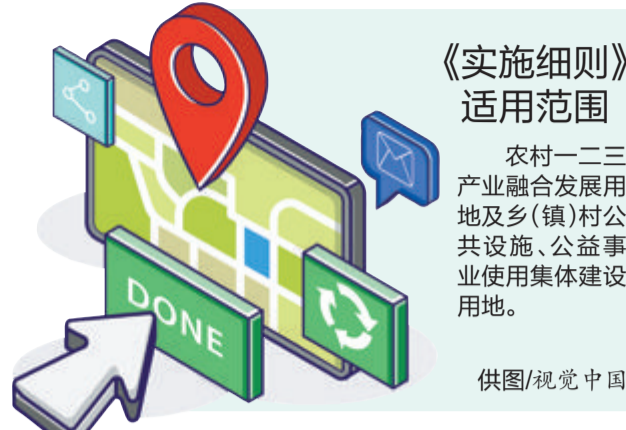 《实施细则》
适用范围
农村一二三
产业融合发展用
地及乡(镇)村公
共设施、公益事
业使用集体建设
用地。
DONE
供图/视觉中国